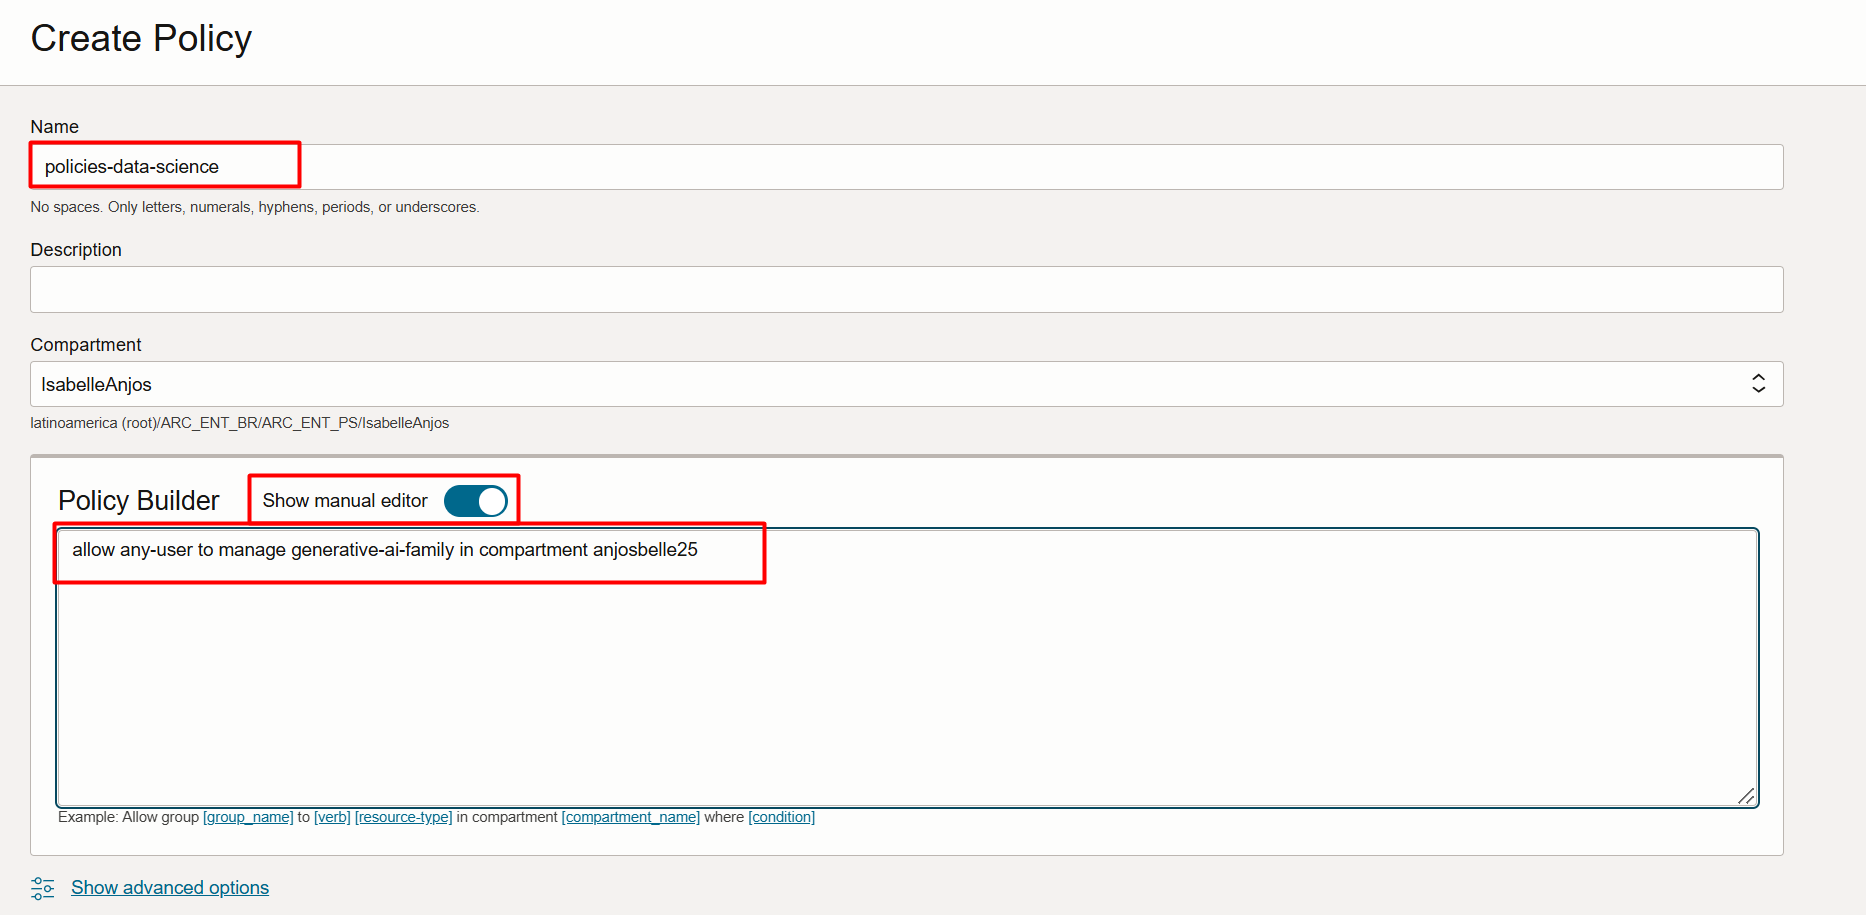 Create Policy
Name
policies-data-science
No spaces. Only letters, numerals, hyphens, periods, or underscores.
Description
Compartment
IsabelleAnjos
latinoamerica (root)/ARC_ENT_BR/ARC_ENT_PS/IsabelleAnjos
Policy Builder Show manual editor
allow any-user to manage generative-ai-family in compartment anjosbelle25
Example: Allow group [group_name] to [verb] [resource-type] in compartment [compartment_name] where [condition]
Show advanced options